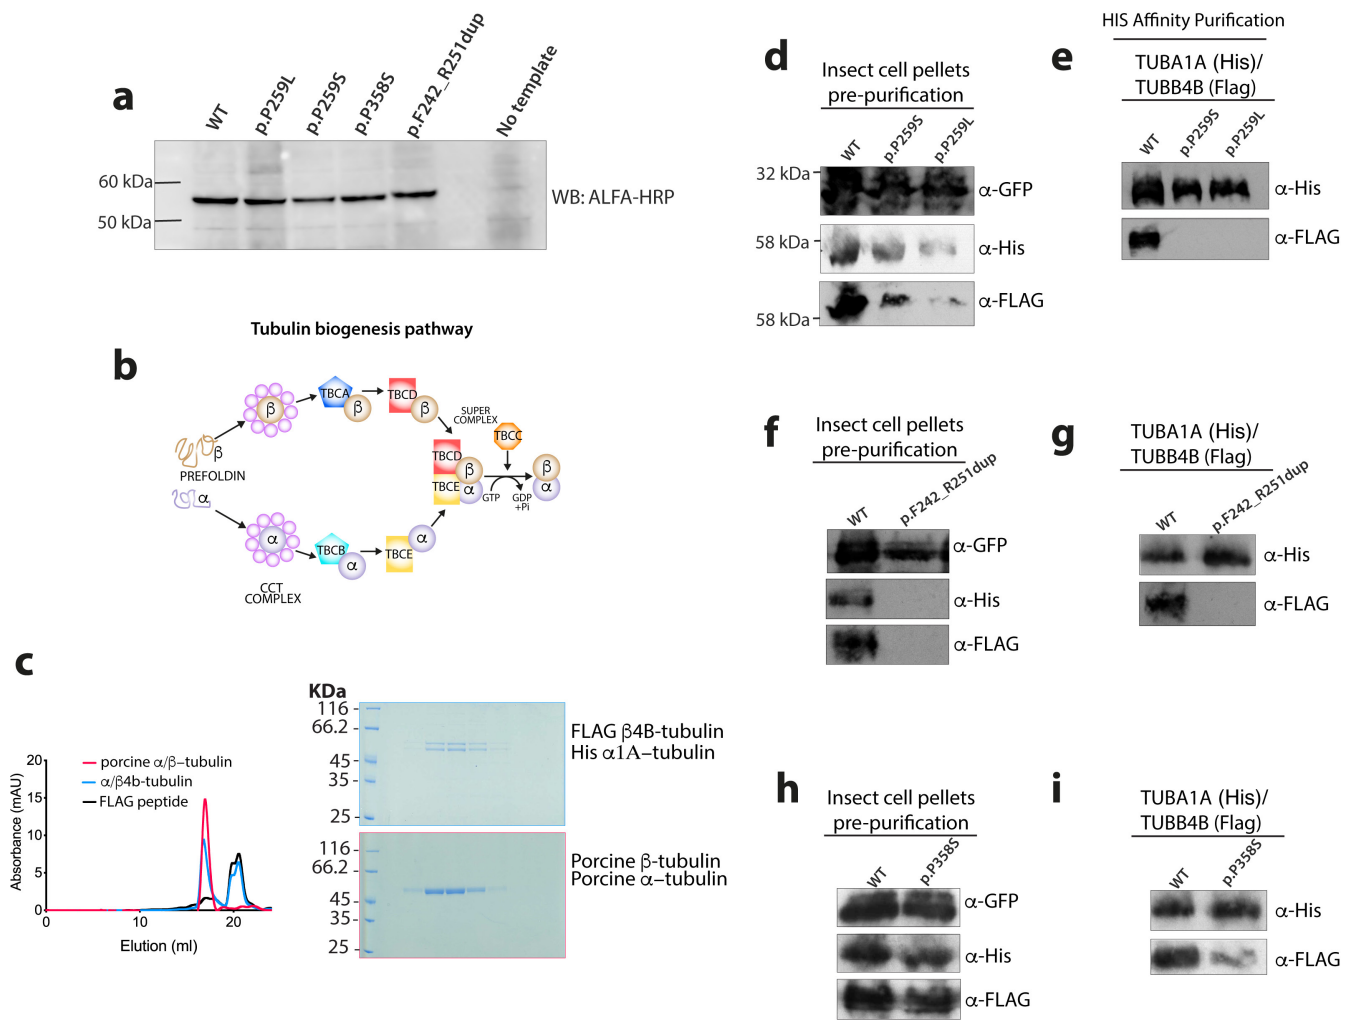 a
WT
p.P259L
p.P259S
p.P358S
p.F242_R251dup
No template
60 kDa
50 kDa
WB: ALFA-HRP
Tubulin biogenesis pathway
b
β
PREFOLDIN
α
β
TBCA
β
TBCD
β
SUPER
COMPLEX
TBCC
TBCD
β
TBCE
α
GTP
GDP
+Pi
β
α
α
TBCB
α
TBCE
α
CCT
COMPLEX
c
20
15
10
5
0
Absorbance (mAU)
0
10
20
Elution (ml)
porcine α/β–tubulin
α/β4b-tubulin
FLAG peptide
KDa
116
66.2
45
35
25
FLAG β4B-tubulin
His α1A–tubulin
116
66.2
45
35
25
Porcine β-tubulin
Porcine α–tubulin
d
Insect cell pellets
pre-purification
WT
p.P259S
p.P259L
32 kDa
α-GFP
58 kDa
α-His
α-FLAG
58 kDa
HIS Affinity Purification
e
TUBA1A (His)/
TUBB4B (Flag)
WT
p.P259S
p.P259L
α-His
α-FLAG
f
Insect cell pellets
pre-purification
WT
p.F242_R251dup
α-GFP
α-His
α-FLAG
g
TUBA1A (His)/
TUBB4B (Flag)
WT
p.F242_R251dup
α-His
α-FLAG
h
Insect cell pellets
pre-purification
WT
p.P358S
α-GFP
α-His
α-FLAG
i
TUBA1A (His)/
TUBB4B (Flag)
WT
p.P358S
α-His
α-FLAG